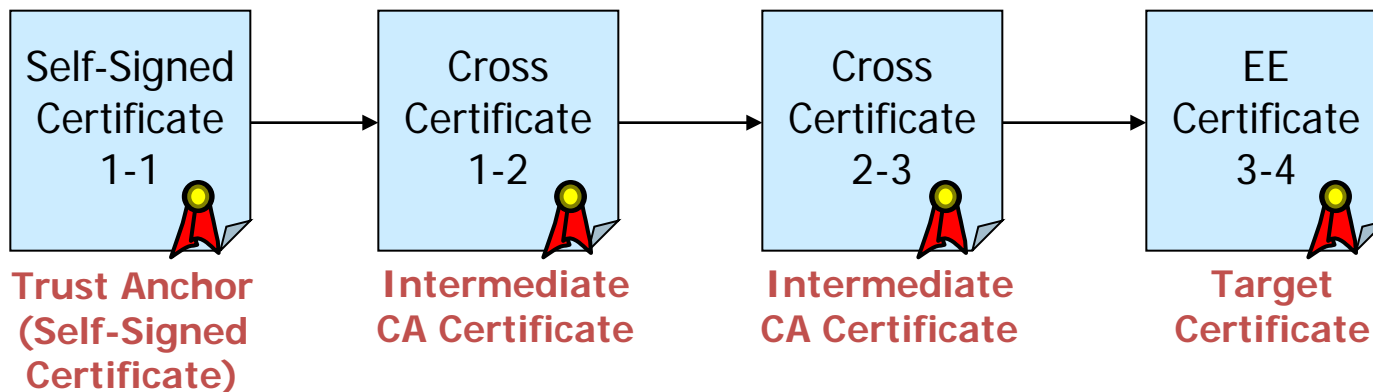 Self-Signed
Certificate
1-1
Cross
Certificate
1-2
Cross
Certificate
2-3
EE
Certificate
3-4
Trust Anchor
(Self-Signed
Certificate)
Intermediate
CA Certificate
Intermediate
CA Certificate
Target
Certificate